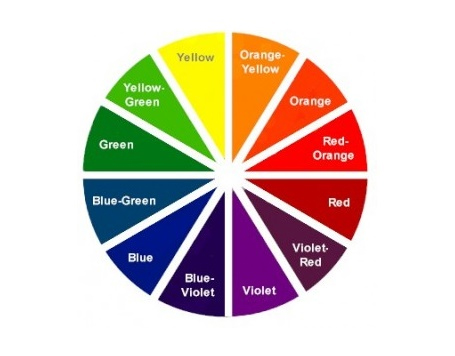 Yellow
Orange-
Yellow
Orange
Red-
Orange
Red
Violet-
Red
Violet
Blue-
Violet
Blue
Blue-Green
Green
Yellow-
Green